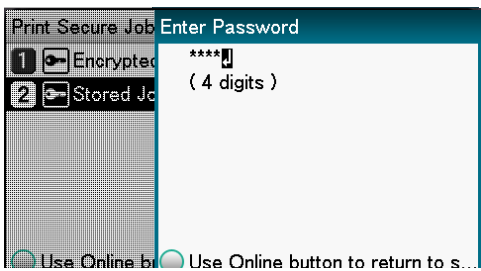 Print Secure Job
1 Encrypted
2 Stored Jo
Use Online bu
Enter Password
****
( 4 digits )
Use Online button to return to s...